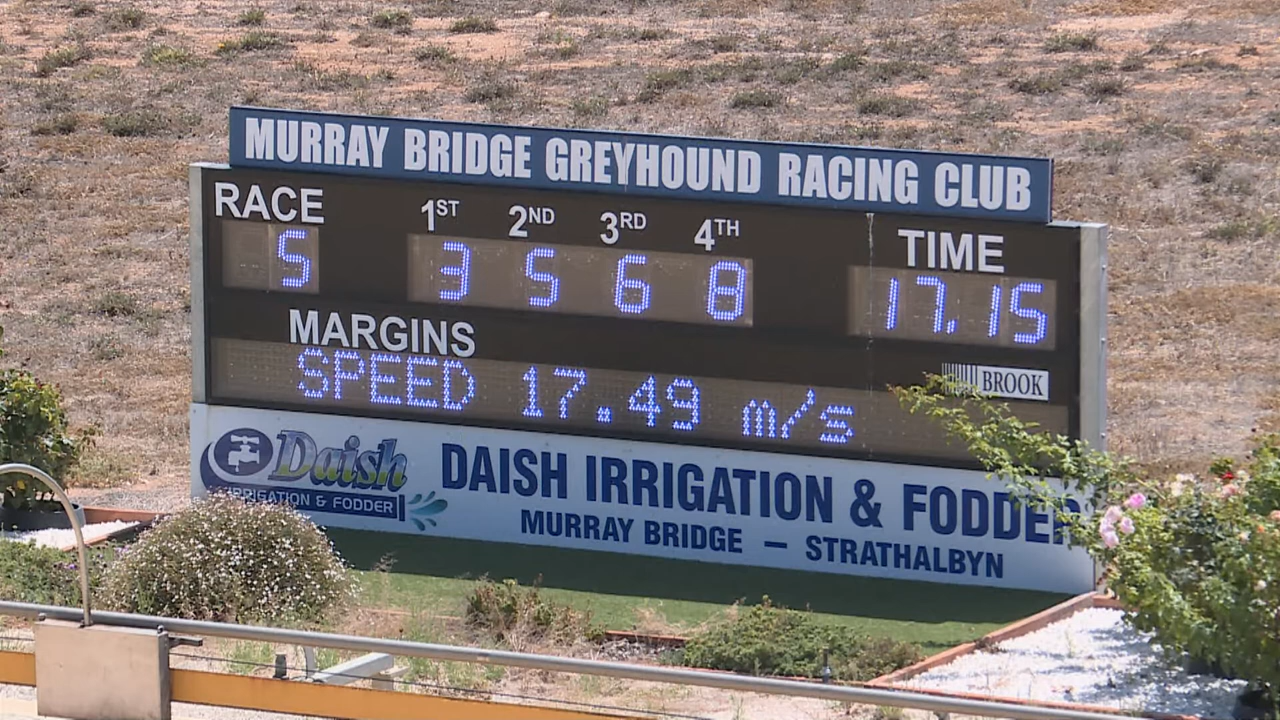 MURRAY BRIDGE GREYHOUND RACING CLUB
RACE 1ST 2ND 3RD 4TH TIME
5 3 5 6 8 17.15
MARGINS
BROOK
SPEED 17.49 m/s
Daish
IRRIGATION & FODDER
DAISH IRRIGATION & FODDER
MURRAY BRIDGE – STRATHALBYN